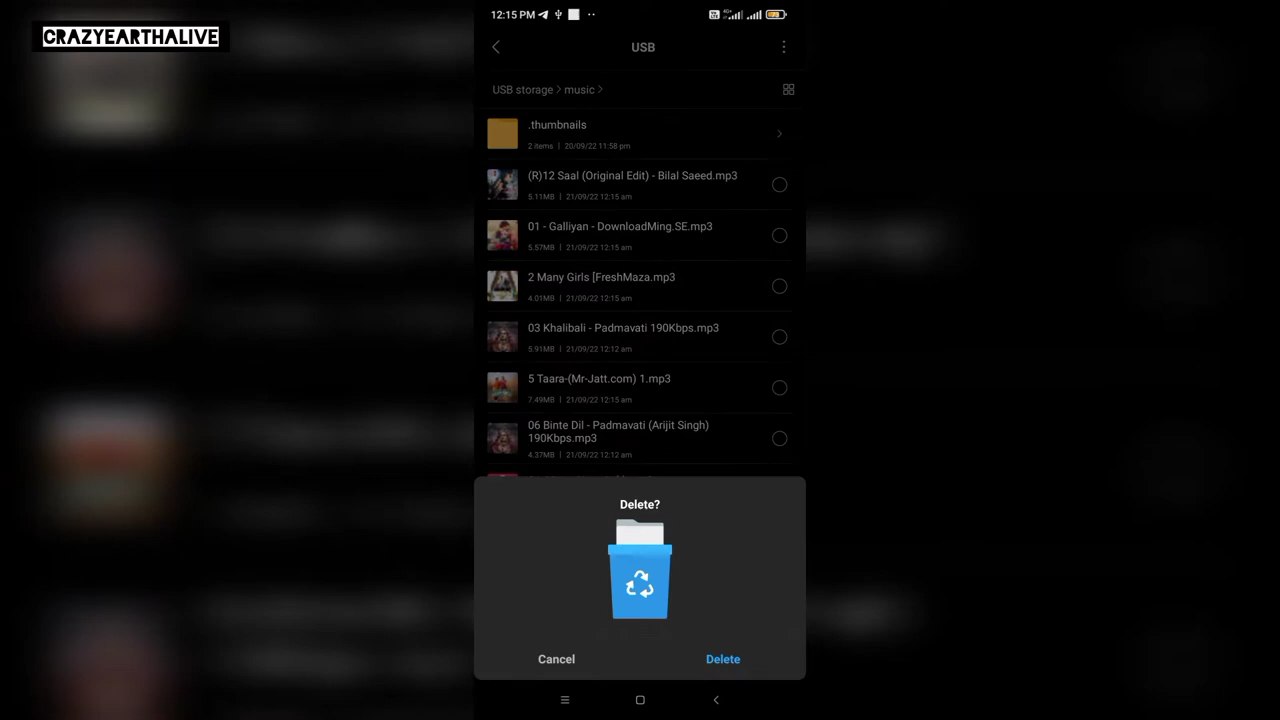 CRAZYEARTHALIVE
12:15 PM
USB
USB storage > music >
.thumbnails
2 items | 20/09/22 11:58 pm
(R)12 Saal (Original Edit) - Bilal Saeed.mp3
5.11MB | 21/09/22 12:15 am
01 - Galliyan - DownloadMing.SE.mp3
5.57MB | 21/09/22 12:15 am
2 Many Girls [FreshMaza.mp3
4.01MB | 21/09/22 12:15 am
03 Khalibali - Padmavati 190Kbps.mp3
5.91MB | 21/09/22 12:12 am
5 Taara-(Mr-Jatt.com) 1.mp3
7.49MB | 21/09/22 12:15 am
06 Binte Dil - Padmavati (Arijit Singh)
190Kbps.mp3
4.37MB | 21/09/22 12:12 am
Delete?
Cancel
Delete